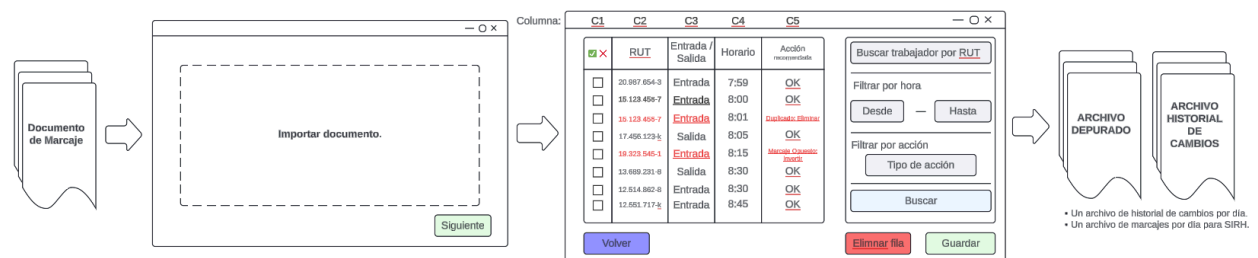 Documento
de Marcaje
Importar documento.
Siguiente
Columna:
C1 C2 C3 C4 C5
RUT Entrada / Salida Horario Acción recomendada
20.987.654-3 Entrada 7:59 OK
15.123.456-7 Entrada 8:00 OK
15.123.456-7 Entrada 8:01 Duplicado: Eliminar
17.456.123-k Salida 8:05 OK
19.323.545-1 Entrada 8:15 Marcaje Opuesto: Invertir
13.689.231-8 Salida 8:30 OK
12.514.862-8 Entrada 8:30 OK
12.551.717-k Entrada 8:45 OK
Volver
Buscar trabajador por RUT
Filtrar por hora
Desde — Hasta
Filtrar por acción
Tipo de acción
Buscar
Elimnar fila
Guardar
ARCHIVO
DEPURADO
ARCHIVO
HISTORIAL
DE
CAMBIOS
• Un archivo de historial de cambios por día.
• Un archivo de marcajes por día para SIRH.